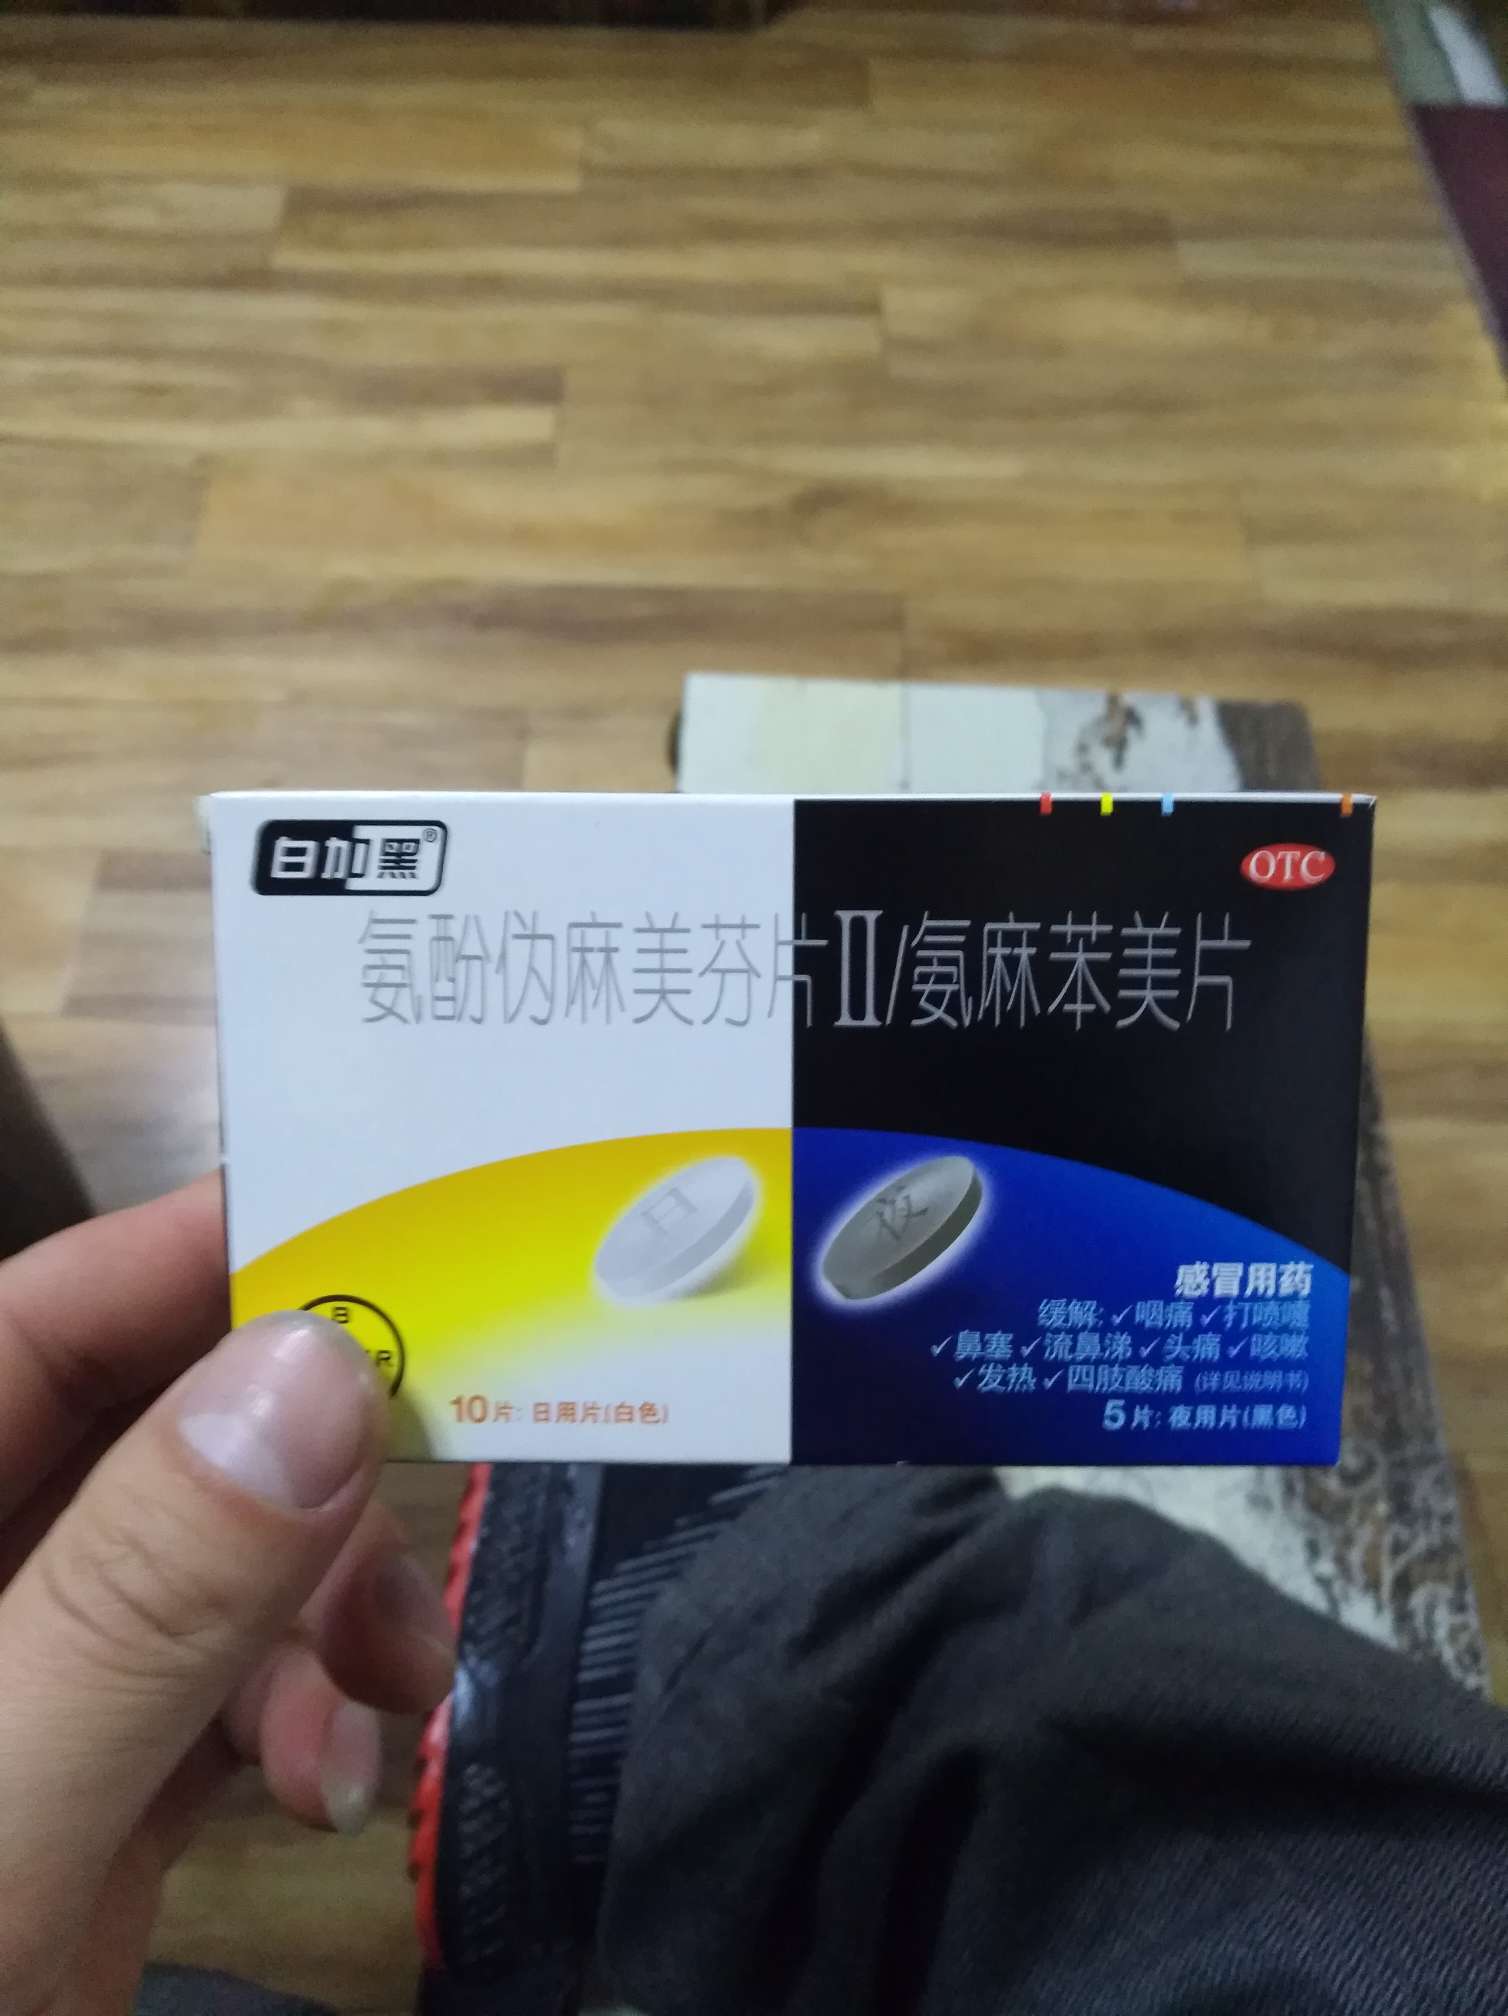 白加黑®
OTC
氨酚伪麻美芬片Ⅱ/氨麻苯美片
日
夜
感冒用药
缓解:✓咽痛✓打喷嚏
✓鼻塞✓流鼻涕✓头痛✓咳嗽
✓发热✓四肢酸痛 (详见说明书)
B
R
10片: 日用片(白色)
5片: 夜用片(黑色)